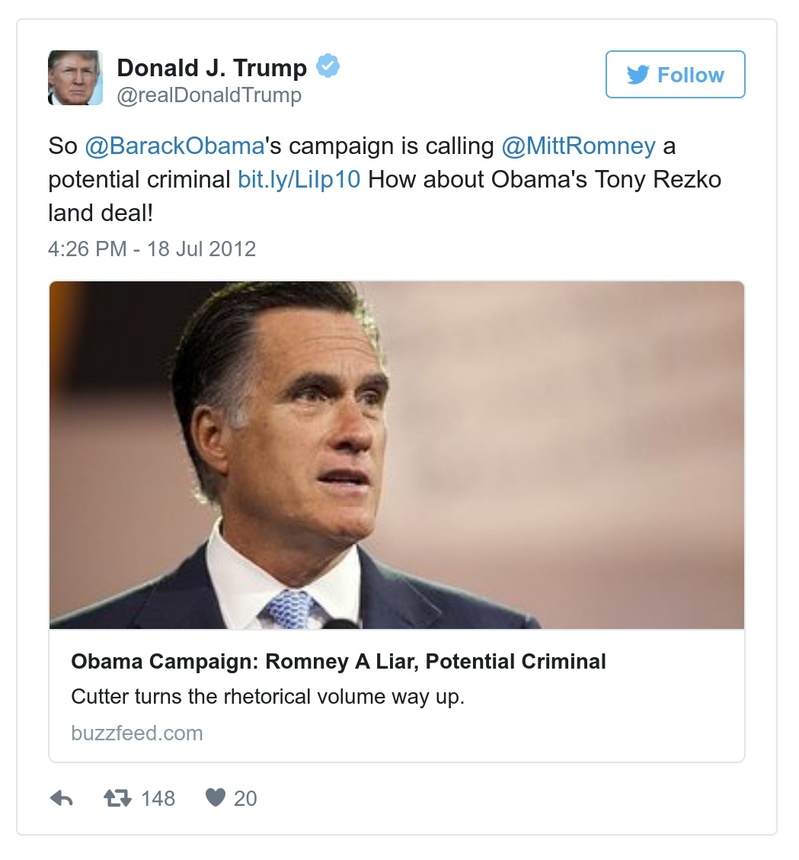 Donald J. Trump
@realDonaldTrump
Follow
So @BarackObama's campaign is calling @MittRomney a
potential criminal bit.ly/LiIp10 How about Obama's Tony Rezko
land deal!
4:26 PM - 18 Jul 2012
Obama Campaign: Romney A Liar, Potential Criminal
Cutter turns the rhetorical volume way up.
buzzfeed.com
148
20